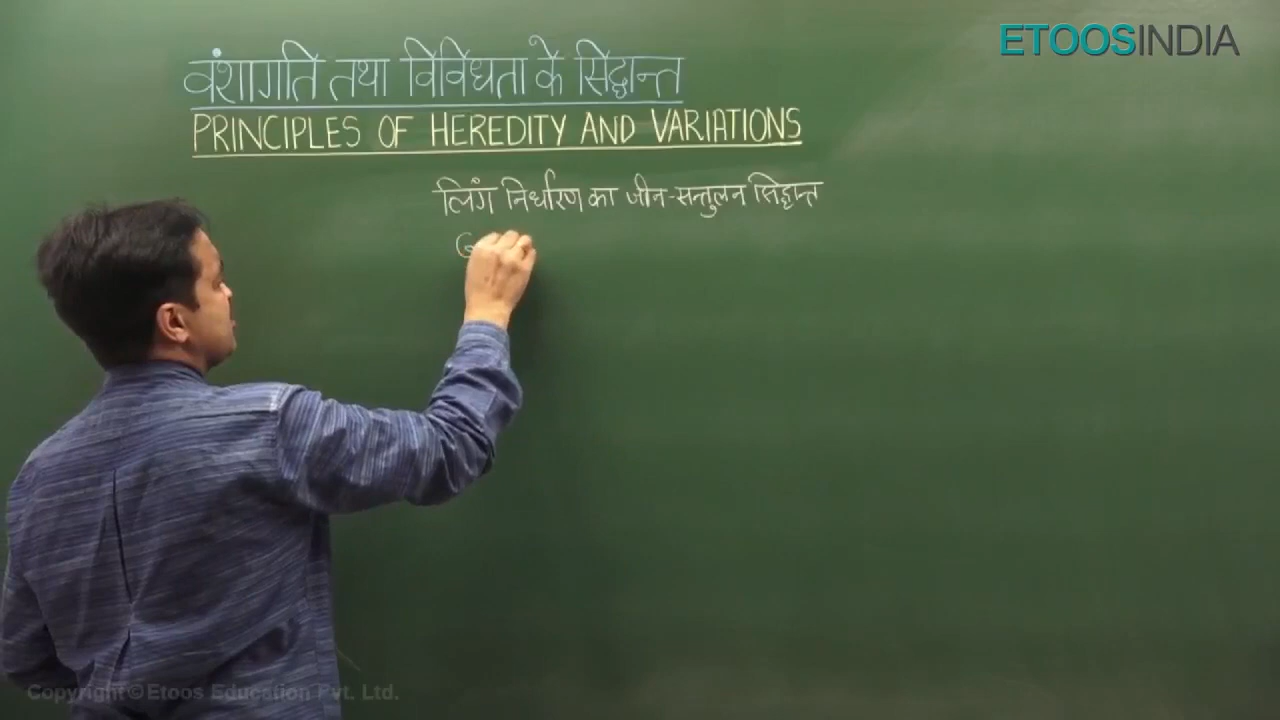 ETOOSINDIA
वंशागति तथा विविधता के सिद्धान्त
PRINCIPLES OF HEREDITY AND VARIATIONS
लिंग निर्धारण का जीन-सन्तुलन सिद्धान्त
G
Copyright © Etoos Education Pvt. Ltd.